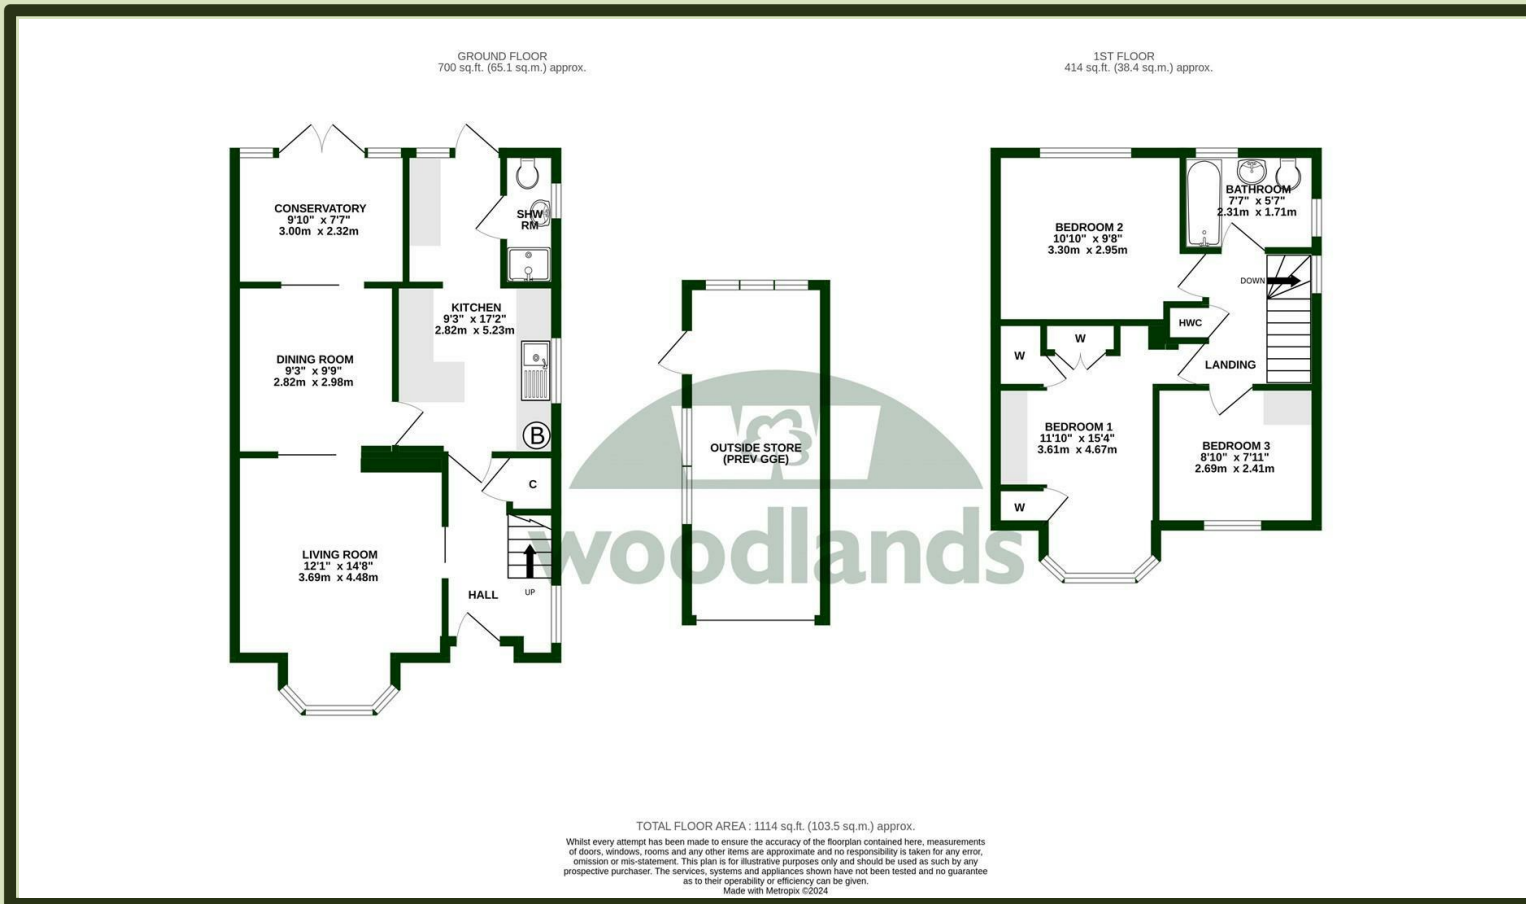 GROUND FLOOR
700 sq.ft. (65.1 sq.m.) approx.
1ST FLOOR
414 sq.ft. (38.4 sq.m.) approx.
CONSERVATORY
9'10" x 7'7"
3.00m x 2.32m
SHW
RM
KITCHEN
9'3" x 17'2"
2.82m x 5.23m
DINING ROOM
9'3" x 9'9"
2.82m x 2.98m
B
C
LIVING ROOM
12'1" x 14'8"
3.69m x 4.48m
HALL
UP
OUTSIDE STORE
(PREV GGE)
woodlands
BATHROOM
7'7" x 5'7"
2.31m x 1.71m
BEDROOM 2
10'10" x 9'8"
3.30m x 2.95m
DOWN
HWC
W
W
LANDING
BEDROOM 1
11'10" x 15'4"
3.61m x 4.67m
BEDROOM 3
8'10" x 7'11"
2.69m x 2.41m
W
TOTAL FLOOR AREA : 1114 sq.ft. (103.5 sq.m.) approx.
Whilst every attempt has been made to ensure the accuracy of the floorplan contained here, measurements
of doors, windows, rooms and any other items are approximate and no responsibility is taken for any error,
omission or mis-statement. This plan is for illustrative purposes only and should be used as such by any
prospective purchaser. The services, systems and appliances shown have not been tested and no guarantee
as to their operability or efficiency can be given.
Made with Metropix ©2024